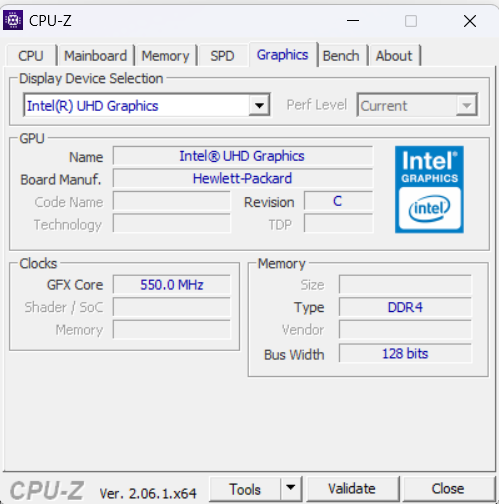 CPU-Z
CPU Mainboard Memory SPD Graphics Bench About
Display Device Selection
Intel(R) UHD Graphics Perf Level Current
GPU
Name Intel® UHD Graphics
Board Manuf. Hewlett-Packard
Code Name Revision C
Technology TDP
Intel®
GRAPHICS
intel
Clocks
GFX Core 550.0 MHz
Shader / SoC
Memory
Memory
Size
Type DDR4
Vendor
Bus Width 128 bits
CPU-Z Ver. 2.06.1.x64 Tools Validate Close